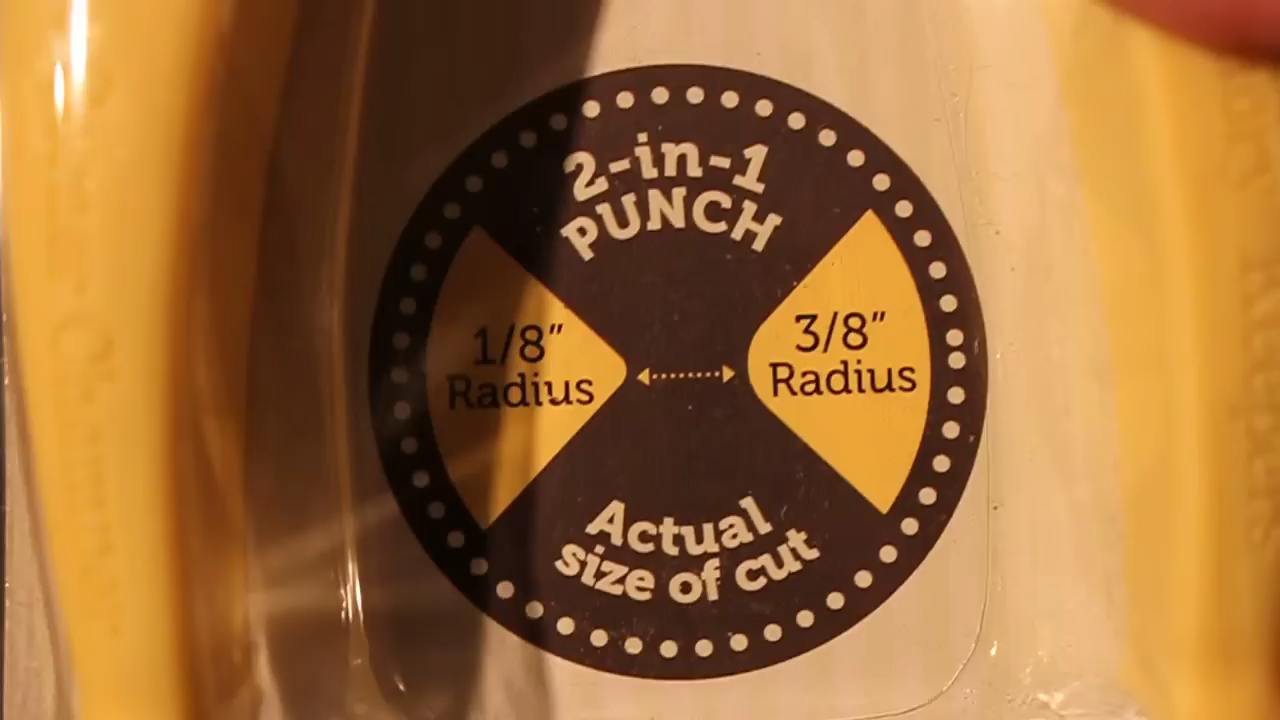 2-in-1
PUNCH
1/8"
Radius
3/8"
Radius
Actual
size of cut